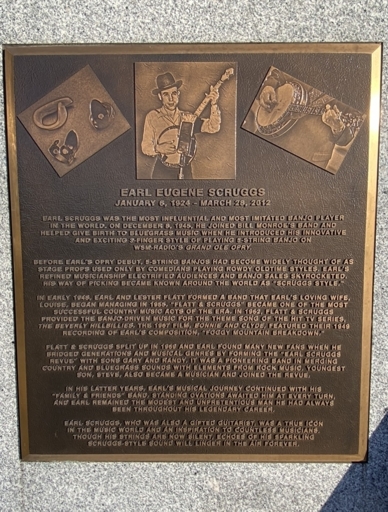 EARL EUGENE SCRUGGS
JANUARY 6, 1924 - MARCH 28, 2012
EARL SCRUGGS WAS THE MOST INFLUENTIAL AND MOST IMITATED BANJO PLAYER
IN THE WORLD. ON DECEMBER 8, 1945, HE JOINED BILL MONROE'S BAND AND
HELPED GIVE BIRTH TO BLUEGRASS MUSIC WHEN HE INTRODUCED HIS INNOVATIVE
AND EXCITING 3-FINGER STYLE OF PLAYING 5-STRING BANJO ON
WSM RADIO'S GRAND OLE OPRY.
BEFORE EARL'S OPRY DEBUT, 5-STRING BANJOS HAD BECOME WIDELY THOUGHT OF AS
STAGE PROPS USED ONLY BY COMEDIANS PLAYING ROWDY OLDTIME STYLES. EARL'S
REFINED MUSICIANSHIP ELECTRIFIED AUDIENCES AND BANJO SALES SKYROCKETED.
HIS WAY OF PICKING BECAME KNOWN AROUND THE WORLD AS "SCRUGGS STYLE."
IN EARLY 1948, EARL AND LESTER FLATT FORMED A BAND THAT EARL'S LOVING WIFE,
LOUISE, BEGAN MANAGING IN 1955. "FLATT & SCRUGGS" BECAME ONE OF THE MOST
SUCCESSFUL COUNTRY MUSIC ACTS OF THE ERA. IN 1962, FLATT & SCRUGGS
PROVIDED THE BANJO-DRIVEN MUSIC FOR THE THEME SONG OF THE HIT TV SERIES,
THE BEVERLY HILLBILLIES. THE 1967 FILM, BONNIE AND CLYDE, FEATURED THEIR 1949
RECORDING OF EARL'S COMPOSITION, "FOGGY MOUNTAIN BREAKDOWN."
FLATT & SCRUGGS SPLIT UP IN 1969 AND EARL FOUND MANY NEW FANS WHEN HE
BRIDGED GENERATIONS AND MUSICAL GENRES BY FORMING THE "EARL SCRUGGS
REVUE" WITH SONS GARY AND RANDY. IT WAS A PIONEERING BAND IN MERGING
COUNTRY AND BLUEGRASS SOUNDS WITH ELEMENTS FROM ROCK MUSIC. YOUNGEST
SON, STEVE, ALSO BECAME A MUSICIAN AND JOINED THE REVUE.
IN HIS LATTER YEARS, EARL'S MUSICAL JOURNEY CONTINUED WITH HIS
"FAMILY & FRIENDS" BAND. STANDING OVATIONS AWAITED HIM AT EVERY TURN,
AND EARL REMAINED THE MODEST AND UNPRETENTIOUS MAN HE HAD ALWAYS
BEEN THROUGHOUT HIS LEGENDARY CAREER.
EARL SCRUGGS, WHO WAS ALSO A GIFTED GUITARIST, WAS A TRUE ICON
IN THE MUSIC WORLD AND AN INSPIRATION TO COUNTLESS MUSICIANS.
THOUGH HIS STRINGS ARE NOW SILENT, ECHOES OF HIS SPARKLING
SCRUGGS-STYLE SOUND WILL LINGER IN THE AIR FOREVER.